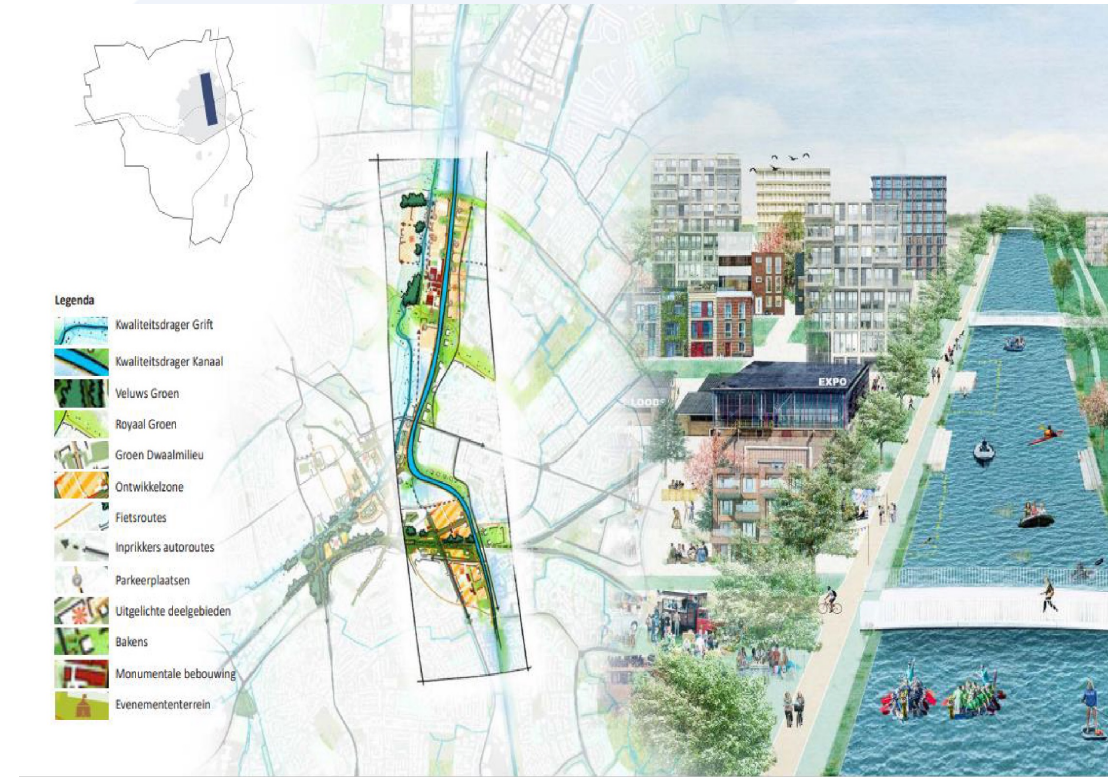 Legenda
Kwaliteitsdrager Grift
Kwaliteitsdrager Kanaal
Veluws Groen
Royaal Groen
Groen Dwaalmilieu
Ontwikkelzone
Fietsroutes
Inprikkers autoroutes
Parkeerplaatsen
Uitgelichte deelgebieden
Bakens
Monumentale bebouwing
Evenemententerrein
LOODS
EXPO